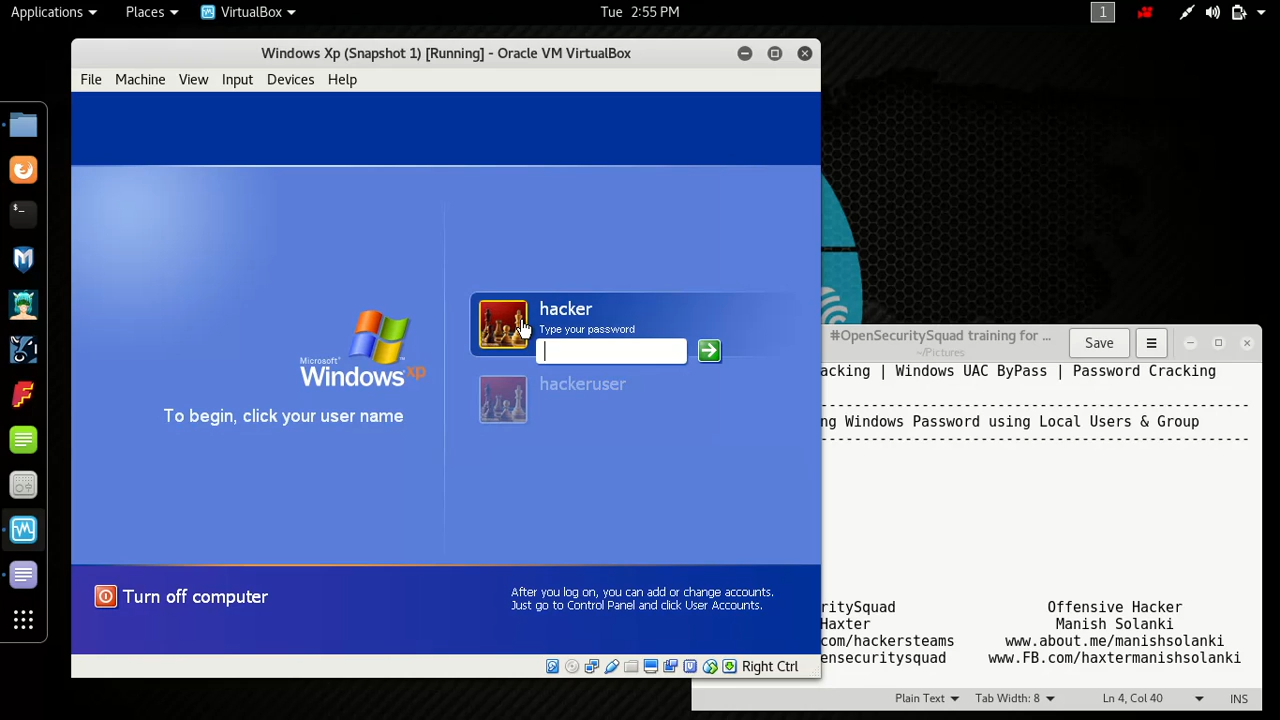 Applications Places VirtualBox Tue 2:55 PM 1
Windows Xp (Snapshot 1) [Running] - Oracle VM VirtualBox
File Machine View Input Devices Help
hacker
Type your password
hackeruser
Microsoft®
Windows xp
To begin, click your user name
Turn off computer
After you log on, you can add or change accounts.
Just go to Control Panel and click User Accounts.
Right Ctrl
#OpenSecuritySquad training for ...
~/Pictures
Save
acking | Windows UAC ByPass | Password Cracking
--------------------------------------------------
ng Windows Password using Local Users & Group
--------------------------------------------------
ritySquad Offensive Hacker
Haxter Manish Solanki
com/hackersteams www.about.me/manishsolanki
ensecuritysquad www.FB.com/haxtermanishsolanki
Plain Text Tab Width: 8 Ln 4, Col 40 INS